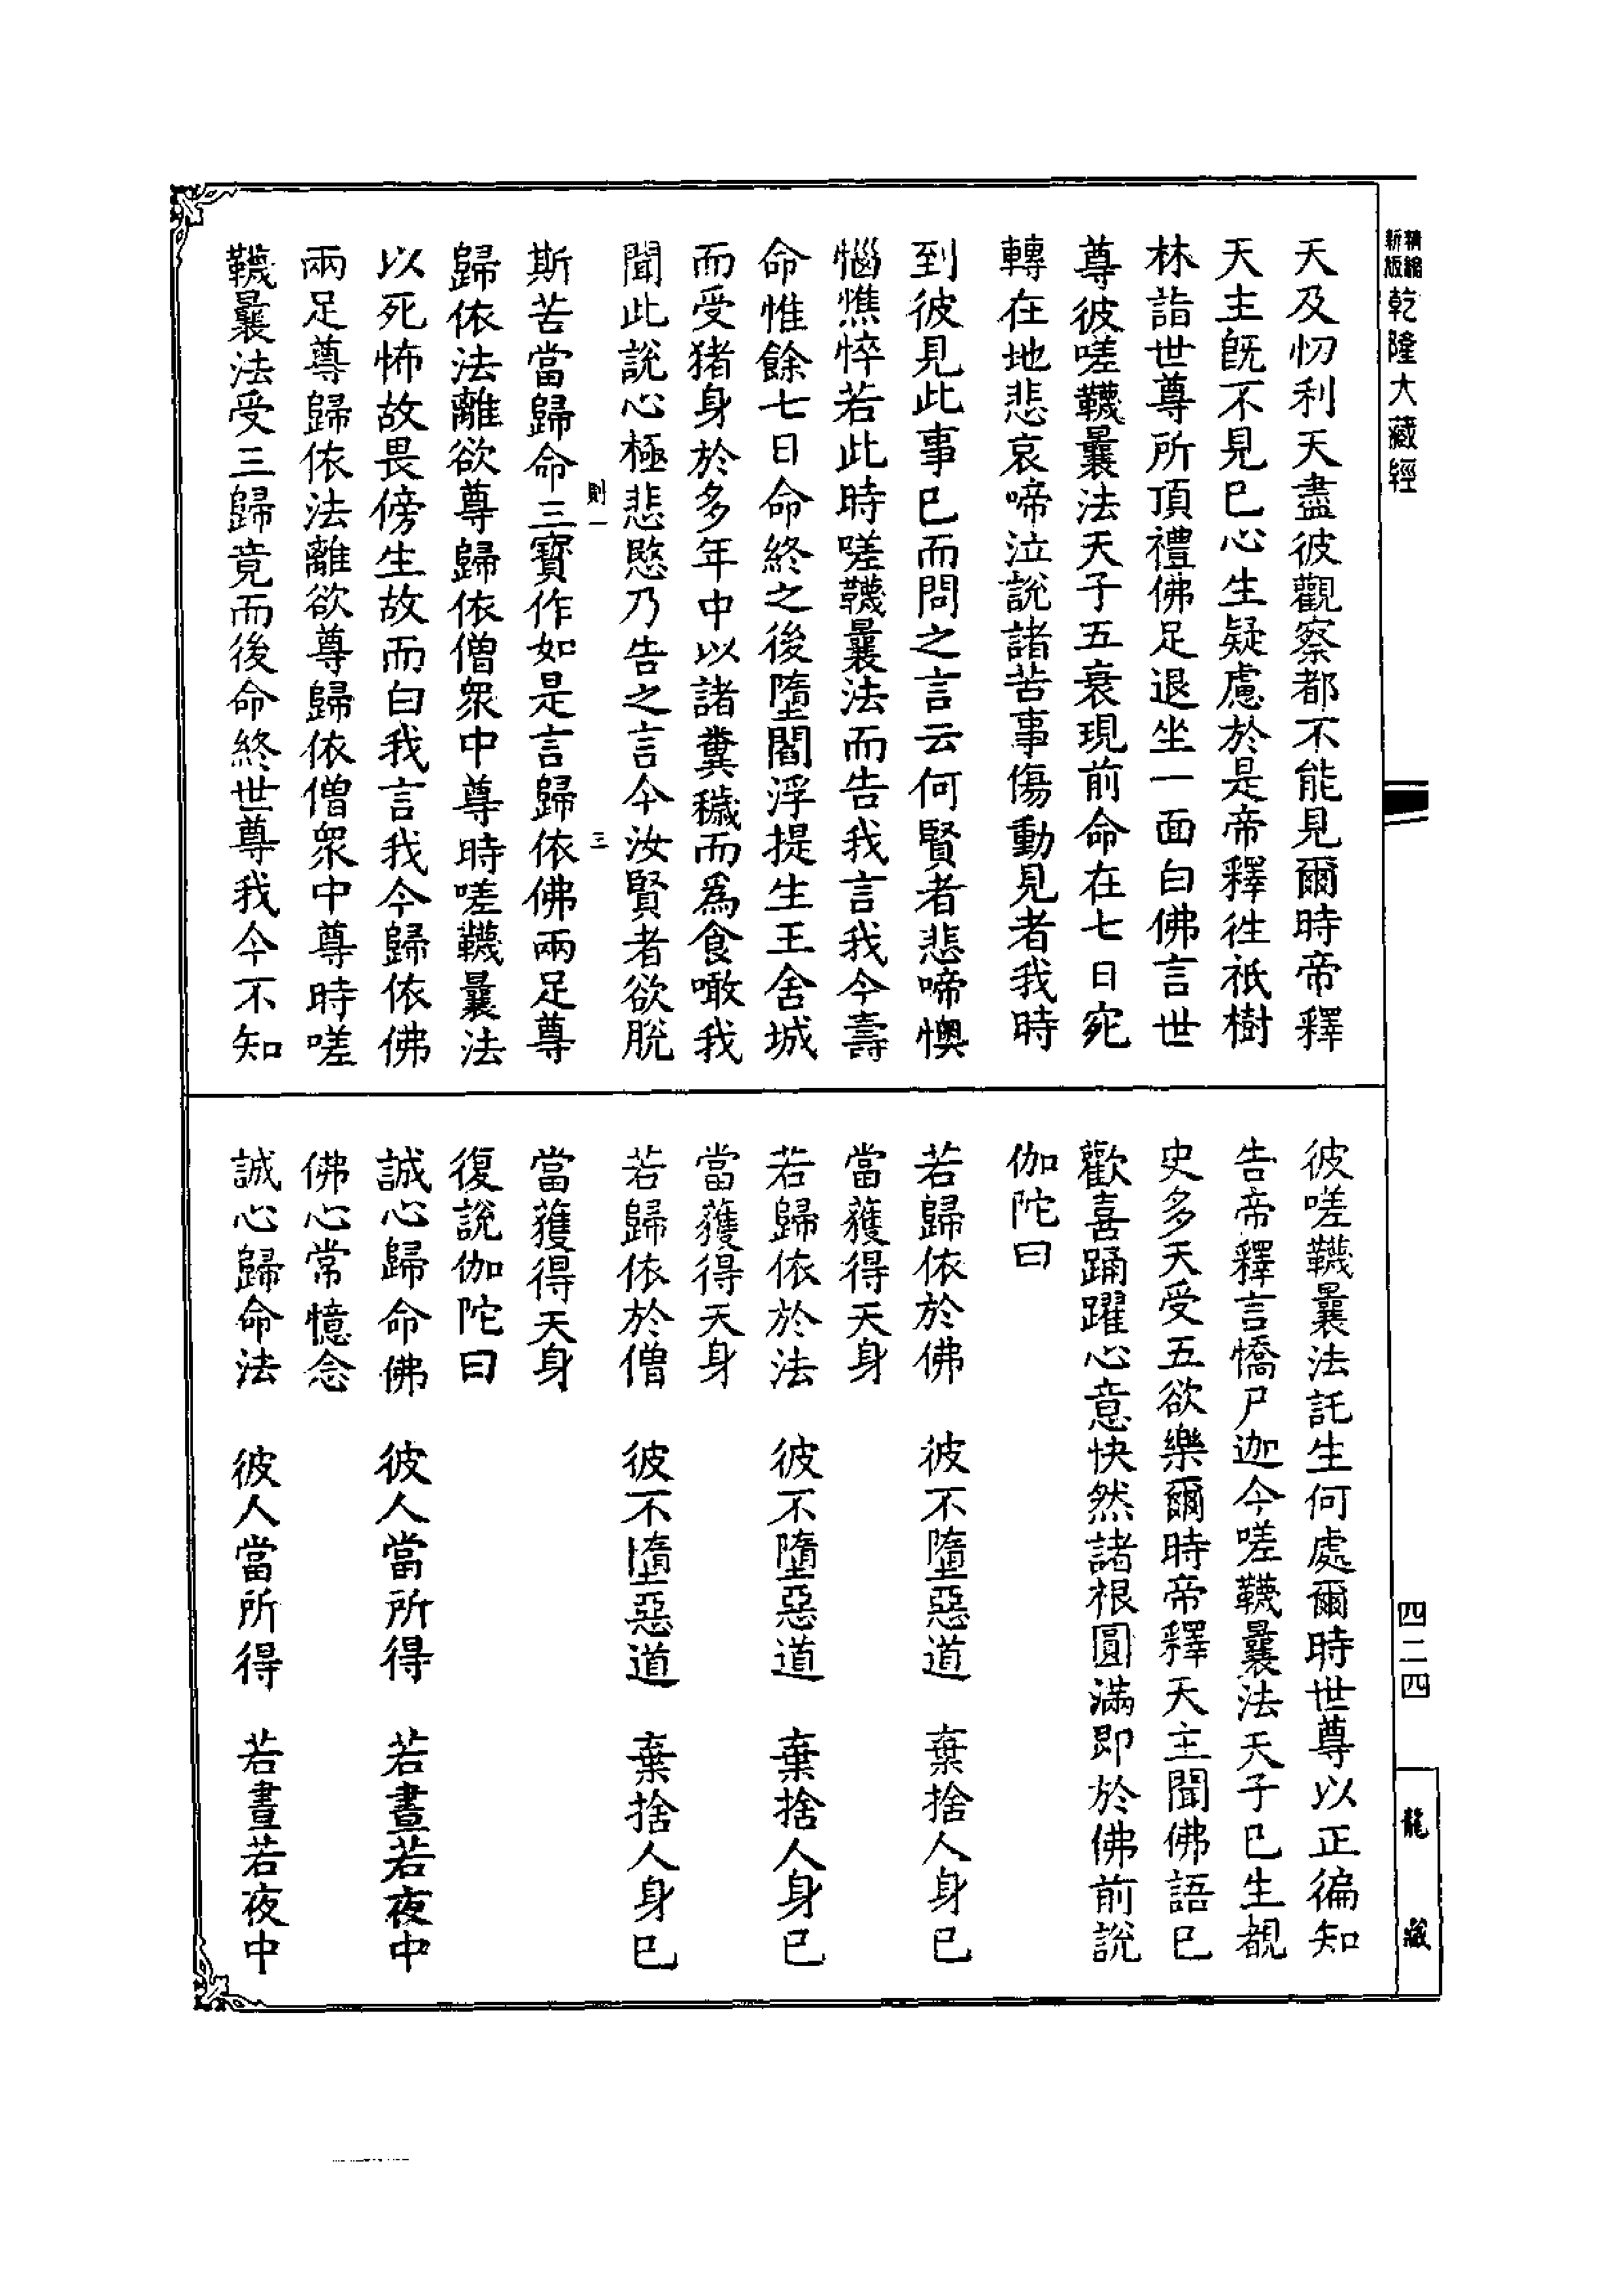 精縮
新版
乾隆大藏經
天及忉利天盡彼觀察都不能見爾時帝釋
天主旣不見已心生疑慮於是帝釋徃祇樹
林詣世尊所頂禮佛足退坐一面白佛言世
尊彼嗟韈曩法天子五衰現前命在七日宛
轉在地悲哀啼泣說諸苦事傷動見者我時
到彼見此事已而問之言云何賢者悲啼懊
惱憔悴若此時嗟韈曩法而告我言我今壽
命惟餘七日命終之後墮閻浮提生王舍城
而受猪身於多年中以諸糞穢而爲食噉我
聞此說心極悲愍乃告之言今汝賢者欲脫
則一
三
斯苦當歸命三寶作如是言歸依佛兩足尊
歸依法離欲尊歸依僧衆中尊時嗟韈曩法
以死怖故畏傍生故而白我言我今歸依佛
兩足尊歸依法離欲尊歸依僧衆中尊時嗟
韈曩法受三歸竟而後命終世尊我今不知
彼嗟韈曩法託生何處爾時世尊以正徧知
告帝釋言憍尸迦今嗟韈曩法天子已生覩
史多天受五欲樂爾時帝釋天主聞佛語已
歡喜踊躍心意快然諸根圓滿即於佛前說
伽陀曰
若歸依於佛　彼不墮惡道　棄捨人身已
當獲得天身
若歸依於法　彼不墮惡道　棄捨人身已
當獲得天身
若歸依於僧　彼不墮惡道　棄捨人身已
當獲得天身
復說伽陀曰
誠心歸命佛　彼人當所得　若晝若夜中
佛心常憶念
誠心歸命法　彼人當所得　若晝若夜中
四二四
龍藏